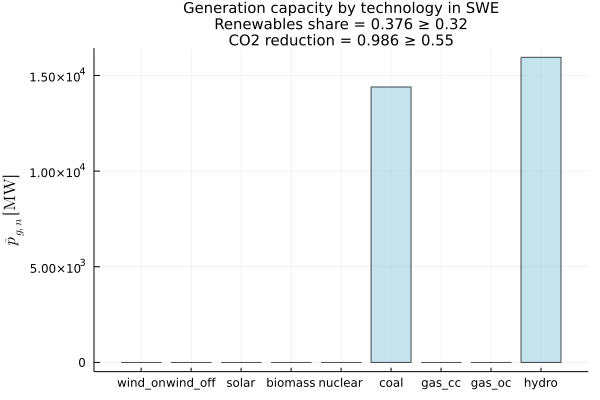 Generation capacity by technology in SWE
Renewables share = 0.376 ≥ 0.32
CO2 reduction = 0.986 ≥ 0.55
p̄_{g,n} [MW]
1.50×10⁴
1.00×10⁴
5.00×10³
0
wind_on wind_off solar biomass nuclear coal gas_cc gas_oc hydro